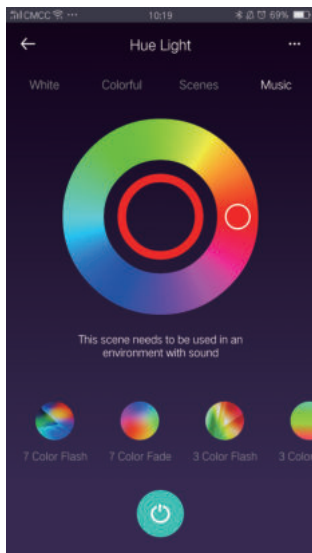 CMCC 10:19 69%
Hue Light
White Colorful Scenes Music
This scene needs to be used in an
environment with sound
7 Color Flash 7 Color Fade 3 Color Flash 3 Colo